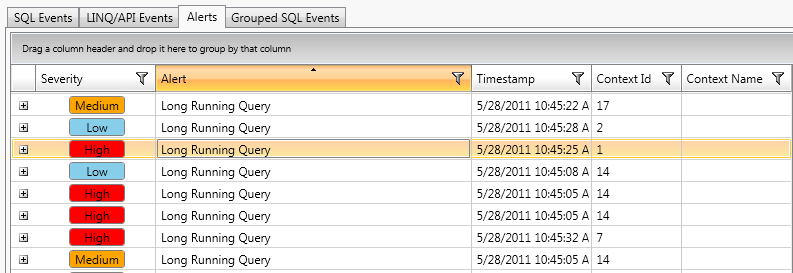 SQL Events LINQ/API Events Alerts Grouped SQL Events
Drag a column header and drop it here to group by that column
Severity Alert Timestamp Context Id Context Name
Medium Long Running Query 5/28/2011 10:45:22 A 17
Low Long Running Query 5/28/2011 10:45:28 A 2
High Long Running Query 5/28/2011 10:45:25 A 1
Low Long Running Query 5/28/2011 10:45:08 A 14
High Long Running Query 5/28/2011 10:45:05 A 14
High Long Running Query 5/28/2011 10:45:05 A 14
High Long Running Query 5/28/2011 10:45:32 A 7
Medium Long Running Query 5/28/2011 10:45:05 A 14